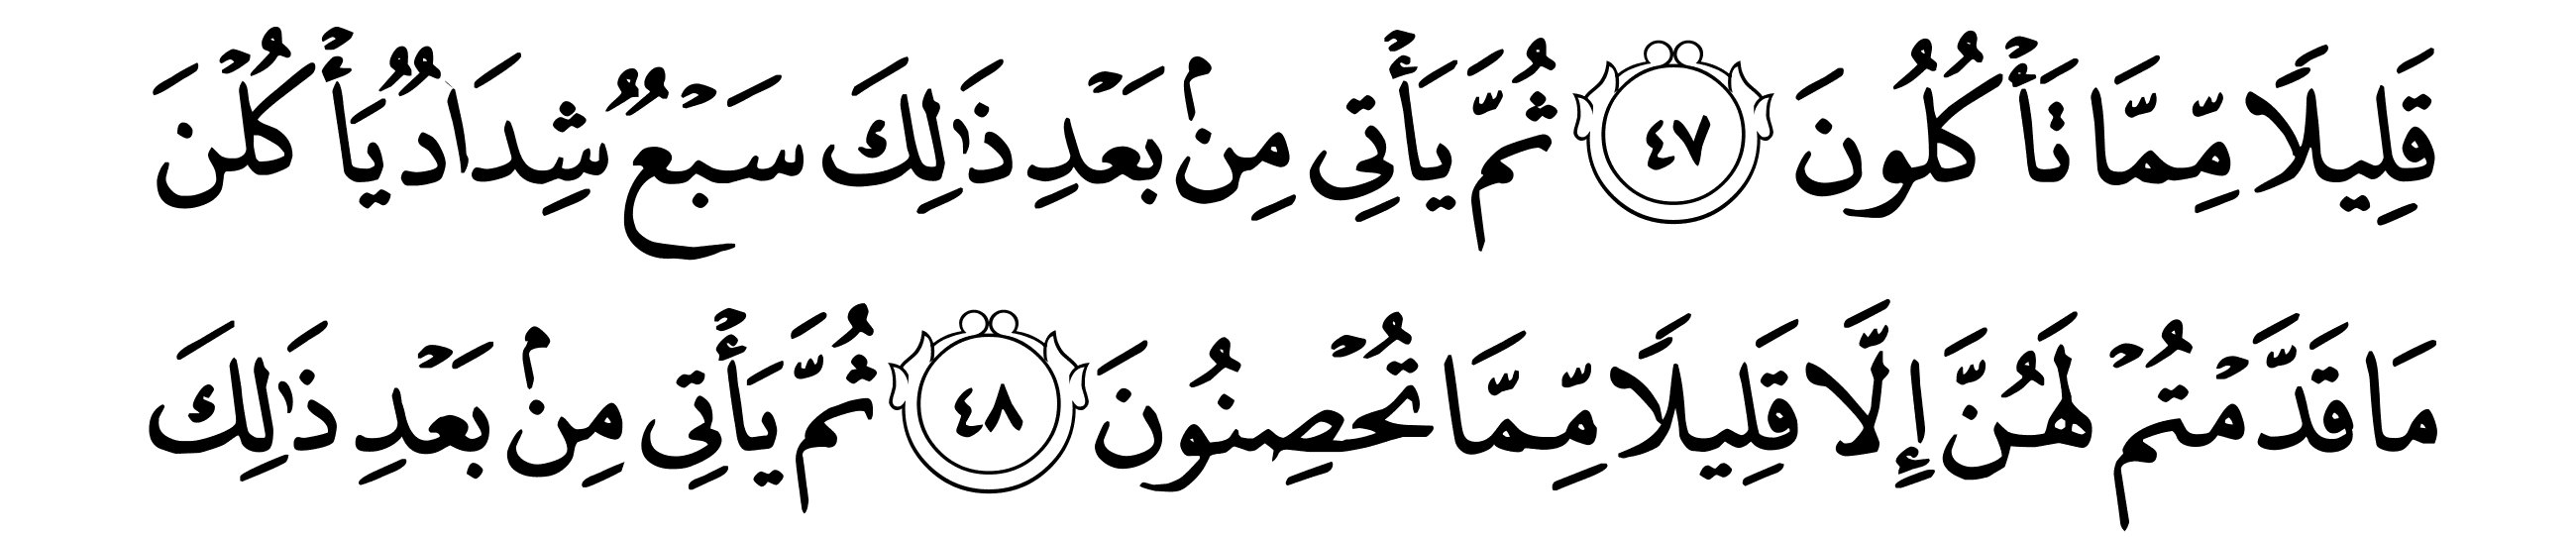 قَلِيلًا مِّمَّا تَأْكُلُونَ ٤٧ ثُمَّ يَأْتِى مِنۢ بَعْدِ ذَٰلِكَ سَبْعٌ شِدَادٌ يَأْكُلْنَ
مَا قَدَّمْتُمْ لَهُنَّ إِلَّا قَلِيلًا مِّمَّا تُحْصِنُونَ ٤٨ ثُمَّ يَأْتِى مِنۢ بَعْدِ ذَٰلِكَ